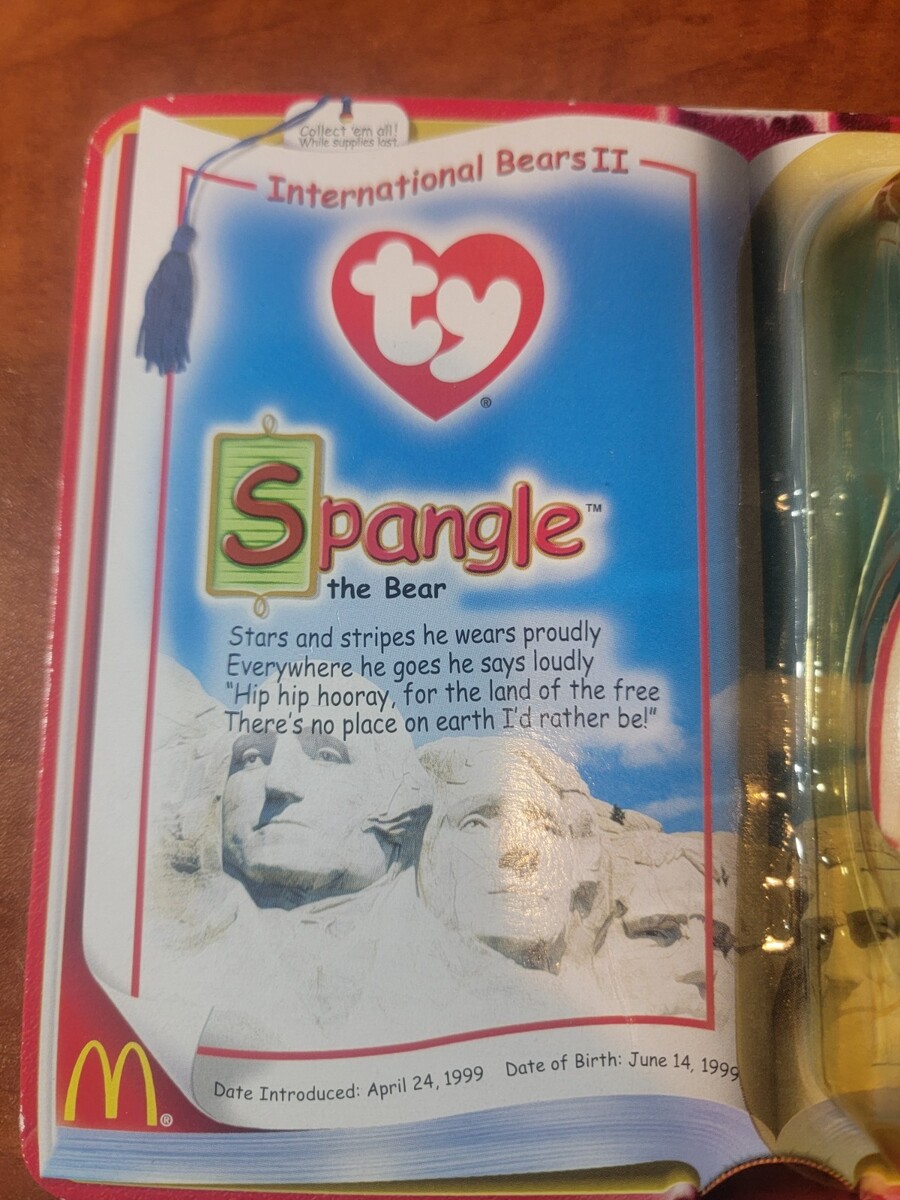 Collect 'em all!
While supplies last.
International Bears II
ty
®
Spangle™
the Bear
Stars and stripes he wears proudly
Everywhere he goes he says loudly
"Hip hip hooray, for the land of the free
There's no place on earth I'd rather be!"
Date Introduced: April 24, 1999 Date of Birth: June 14, 1999
M®